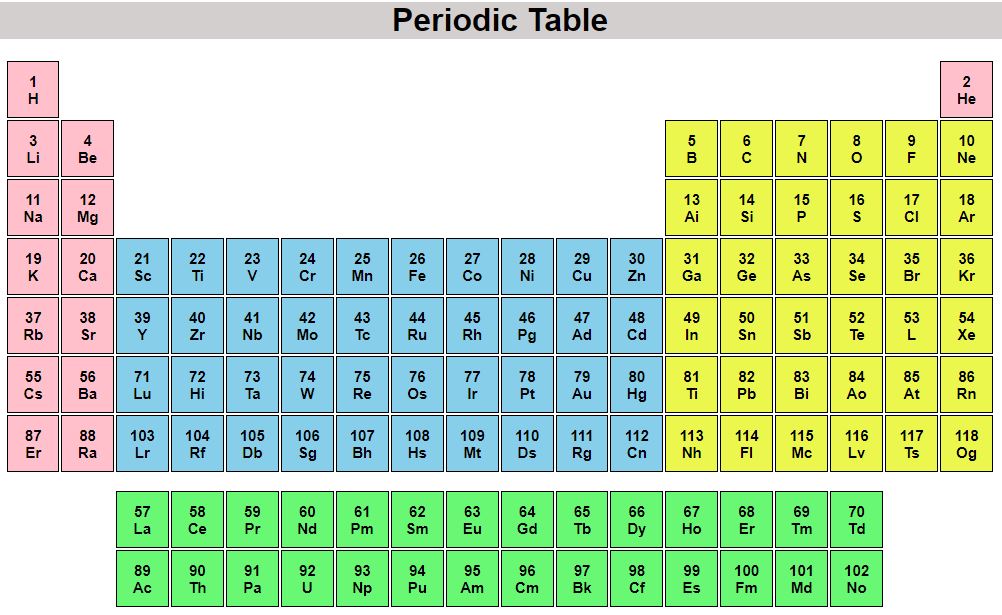 Periodic Table
1 2
H He
3 4 5 6 7 8 9 10
Li Be B C N O F Ne
11 12 13 14 15 16 17 18
Na Mg Ai Si P S Cl Ar
19 20 21 22 23 24 25 26 27 28 29 30 31 32 33 34 35 36
K Ca Sc Ti V Cr Mn Fe Co Ni Cu Zn Ga Ge As Se Br Kr
37 38 39 40 41 42 43 44 45 46 47 48 49 50 51 52 53 54
Rb Sr Y Zr Nb Mo Tc Ru Rh Pg Ad Cd In Sn Sb Te L Xe
55 56 71 72 73 74 75 76 77 78 79 80 81 82 83 84 85 86
Cs Ba Lu Hi Ta W Re Os Ir Pt Au Hg Ti Pb Bi Ao At Rn
87 88 103 104 105 106 107 108 109 110 111 112 113 114 115 116 117 118
Er Ra Lr Rf Db Sg Bh Hs Mt Ds Rg Cn Nh Fl Mc Lv Ts Og
57 58 59 60 61 62 63 64 65 66 67 68 69 70
La Ce Pr Nd Pm Sm Eu Gd Tb Dy Ho Er Tm Td
89 90 91 92 93 94 95 96 97 98 99 100 101 102
Ac Th Pa U Np Pu Am Cm Bk Cf Es Fm Md No